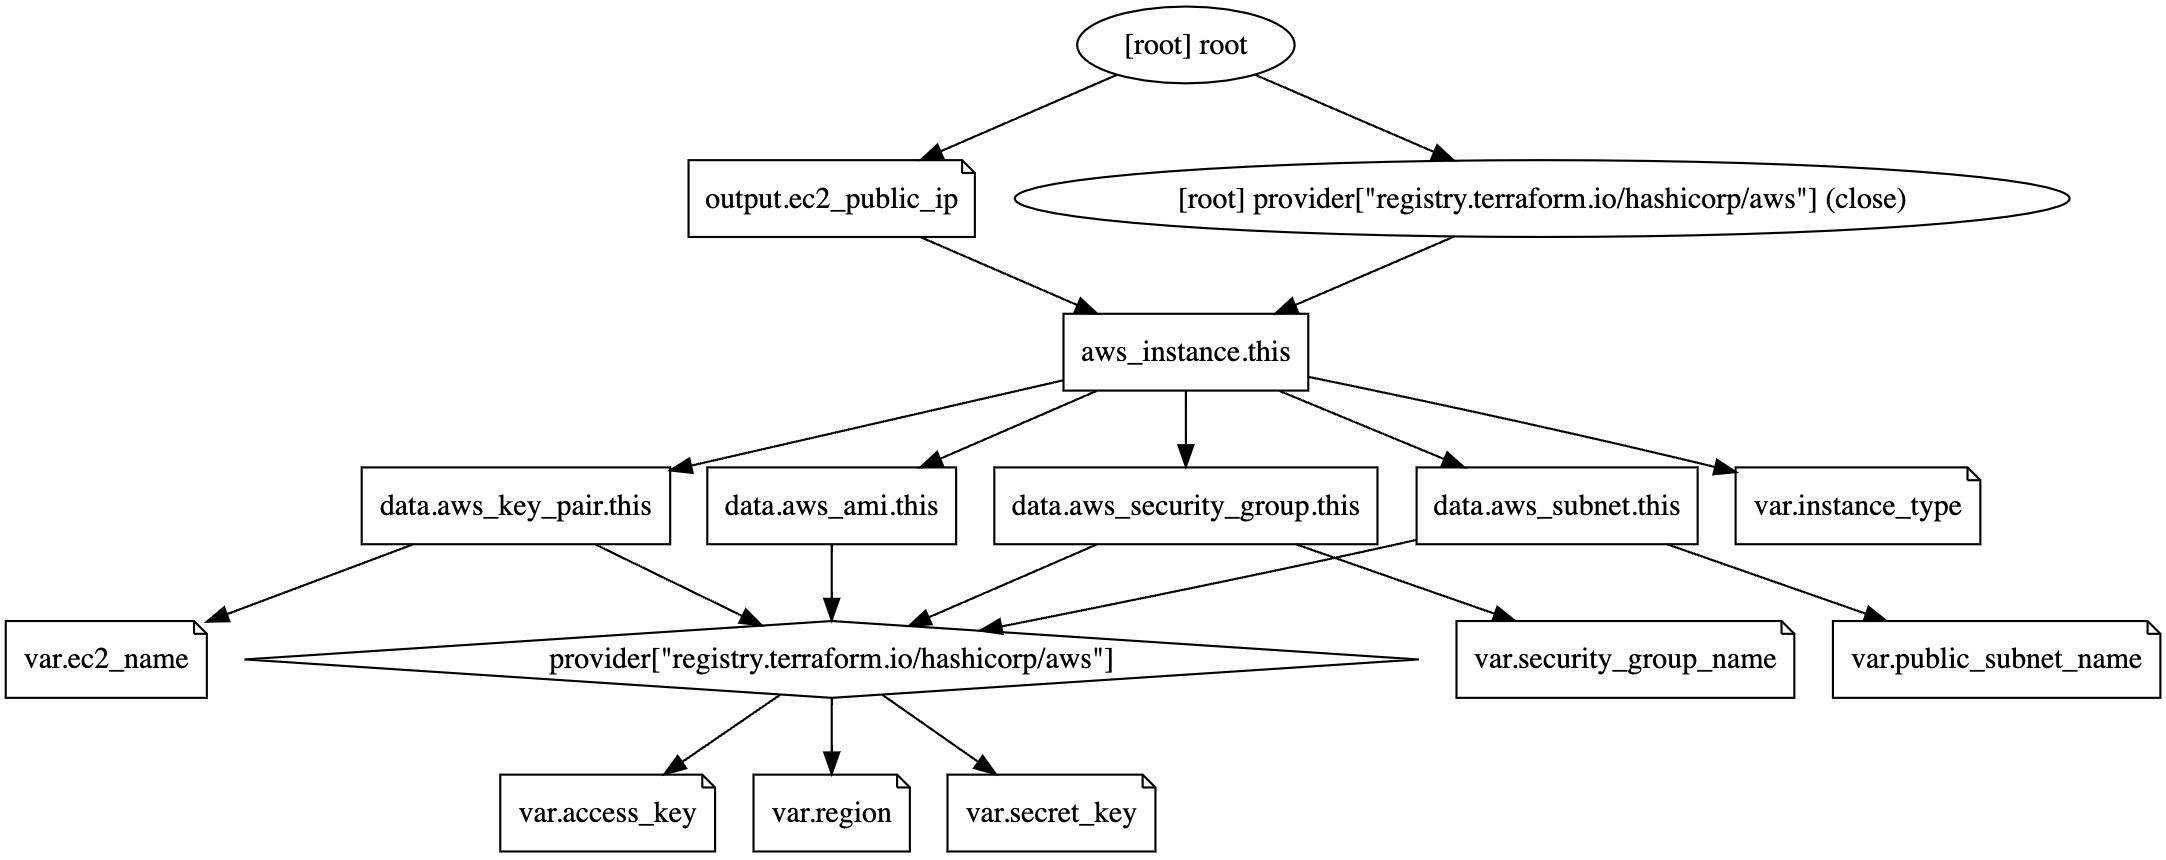 [root] root
output.ec2_public_ip
[root] provider["registry.terraform.io/hashicorp/aws"] (close)
aws_instance.this
data.aws_key_pair.this
data.aws_ami.this
data.aws_security_group.this
data.aws_subnet.this
var.instance_type
var.ec2_name
provider["registry.terraform.io/hashicorp/aws"]
var.security_group_name
var.public_subnet_name
var.access_key
var.region
var.secret_key